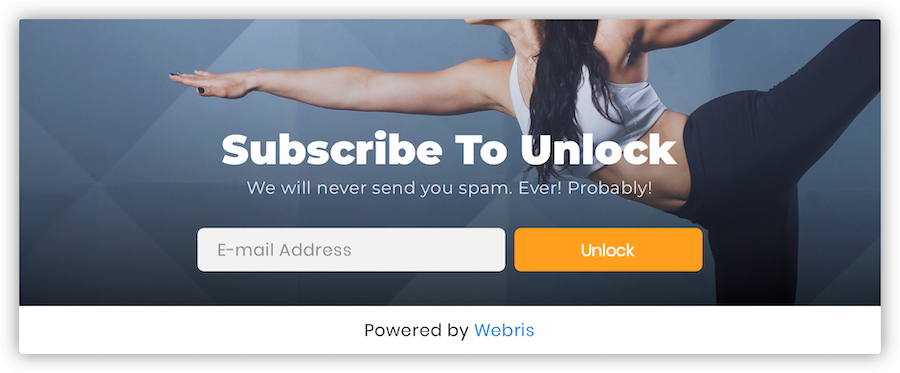 Subscribe To Unlock
We will never send you spam. Ever! Probably!
E-mail Address
Unlock
Powered by Webris